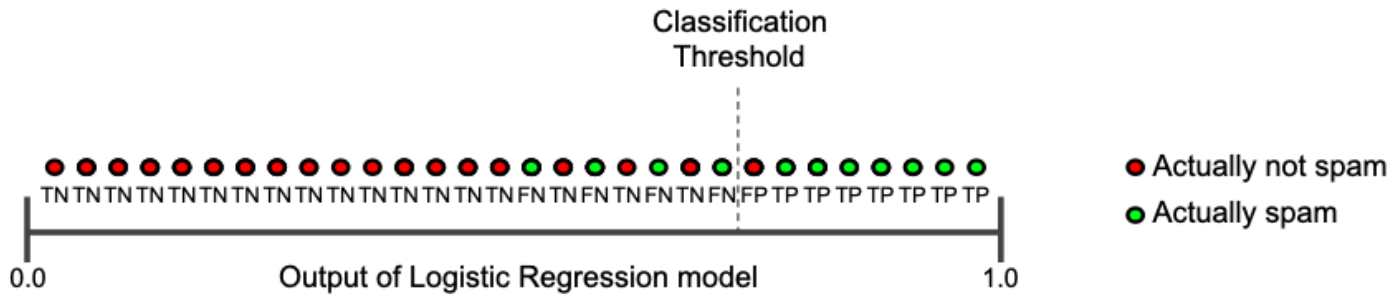 Classification
Threshold
TN TN TN TN TN TN TN TN TN TN TN TN TN TN TN FN TN FN TN FN TN FN FP TP TP TP TP TP TP TP
Actually not spam
Actually spam
0.0 Output of Logistic Regression model 1.0